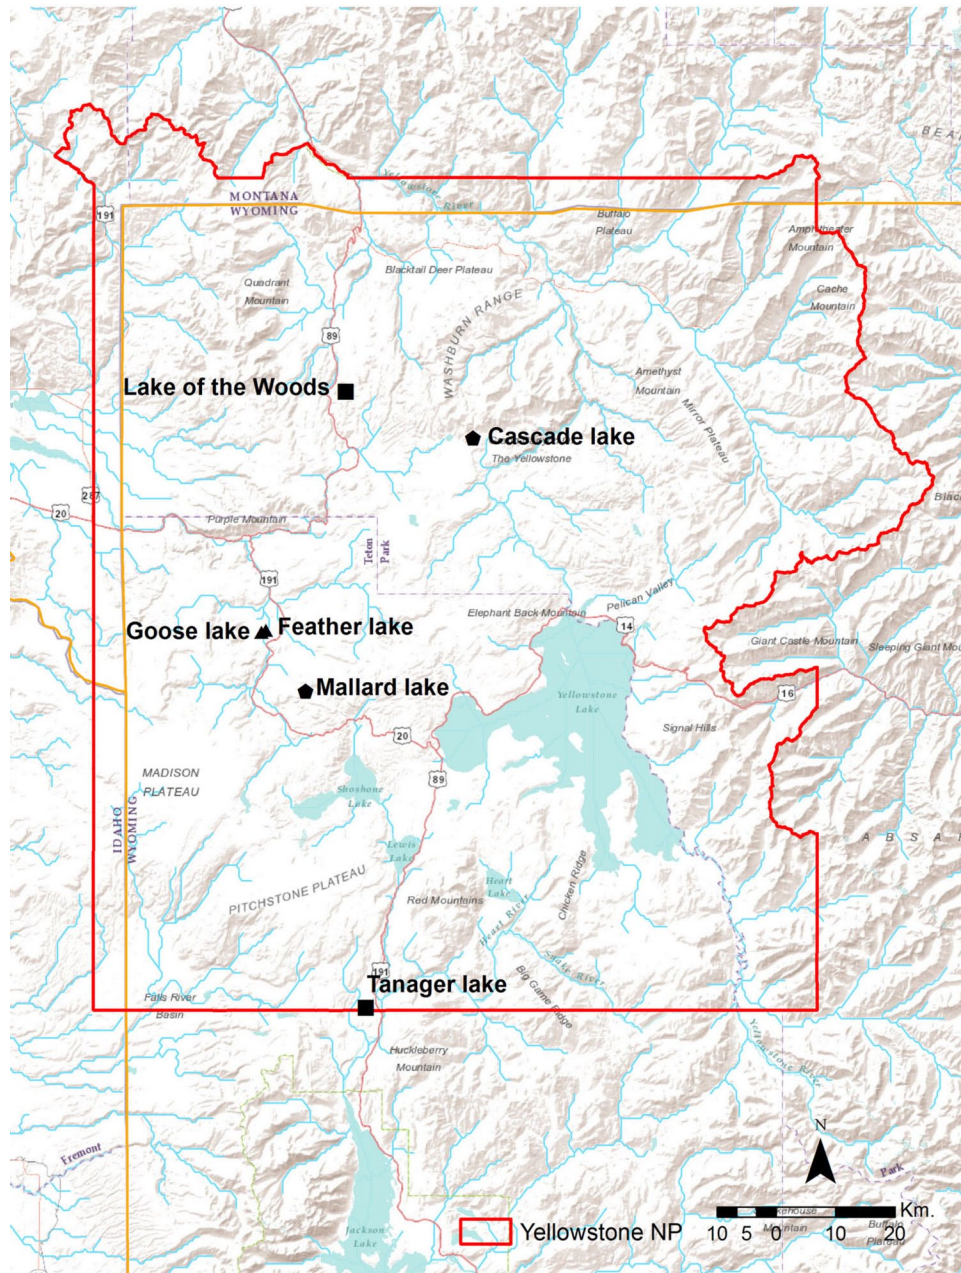 BEAR
Yellowstone
River
MONTANA
WYOMING
191
Buffalo
Plateau
Amphitheater
Mountain
Blacktail Deer Plateau
Quadrant
Mountain
Cache
Mountain
WASHBURN RANGE
89
Lake of the Woods
Amethyst
Mountain
Mirror Plateau
Cascade lake
The Yellowstone
287
20
Black
Purple Mountain
Teton
Park
191
Pelican Valley
Elephant Back Mountain
14
Goose lake
Feather lake
Giant Castle Mountain
Sleeping Giant Mou
Mallard lake
Yellowstone
Lake
16
Signal Hills
20
89
MADISON
PLATEAU
Shoshone
Lake
IDAHO
WYOMING
Lewis
Lake
ABSA
PITCHSTONE PLATEAU
Heart
Lake
Red Mountains
Chicken Ridge
Heart River
Snake River
191
Tanager lake
Big Game Ridge
Falls River
Basin
Yellowstone River
Huckleberry
Mountain
N
Fremont
Park
10 5 0 10 20 Km.
Mountain
Buffalo
Plateau
Jackson
Lake
Yellowstone NP